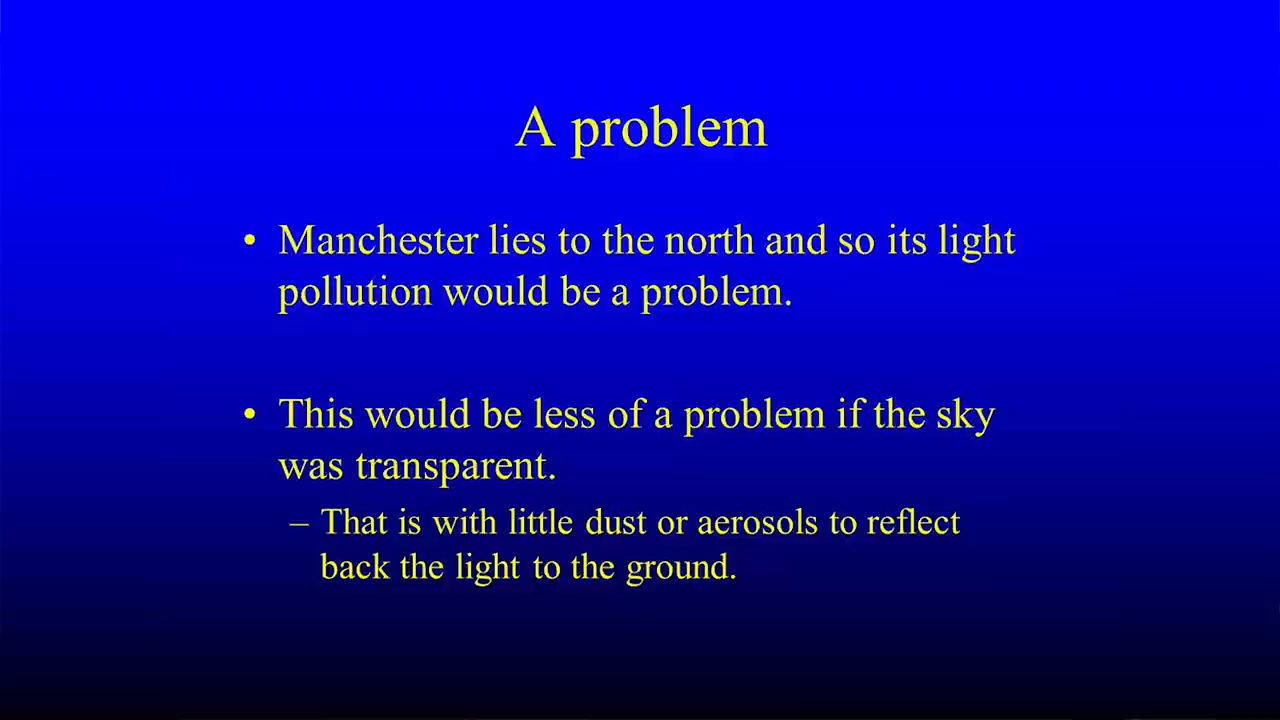 A problem
• Manchester lies to the north and so its light
pollution would be a problem.
• This would be less of a problem if the sky
was transparent.
– That is with little dust or aerosols to reflect
back the light to the ground.